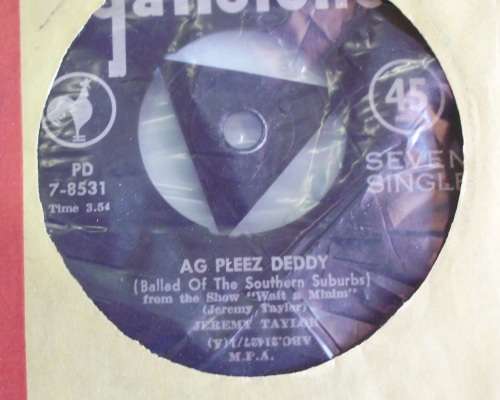 45
PD
7-8531
Time 3.54
SEVEN
SINGLE
AG PLEEZ DEDDY
(Ballad Of The Southern Suburbs)
from the Show "Wait a Minim"
(Jeremy Taylor)
JEREMY TAYLOR
M.P.A.